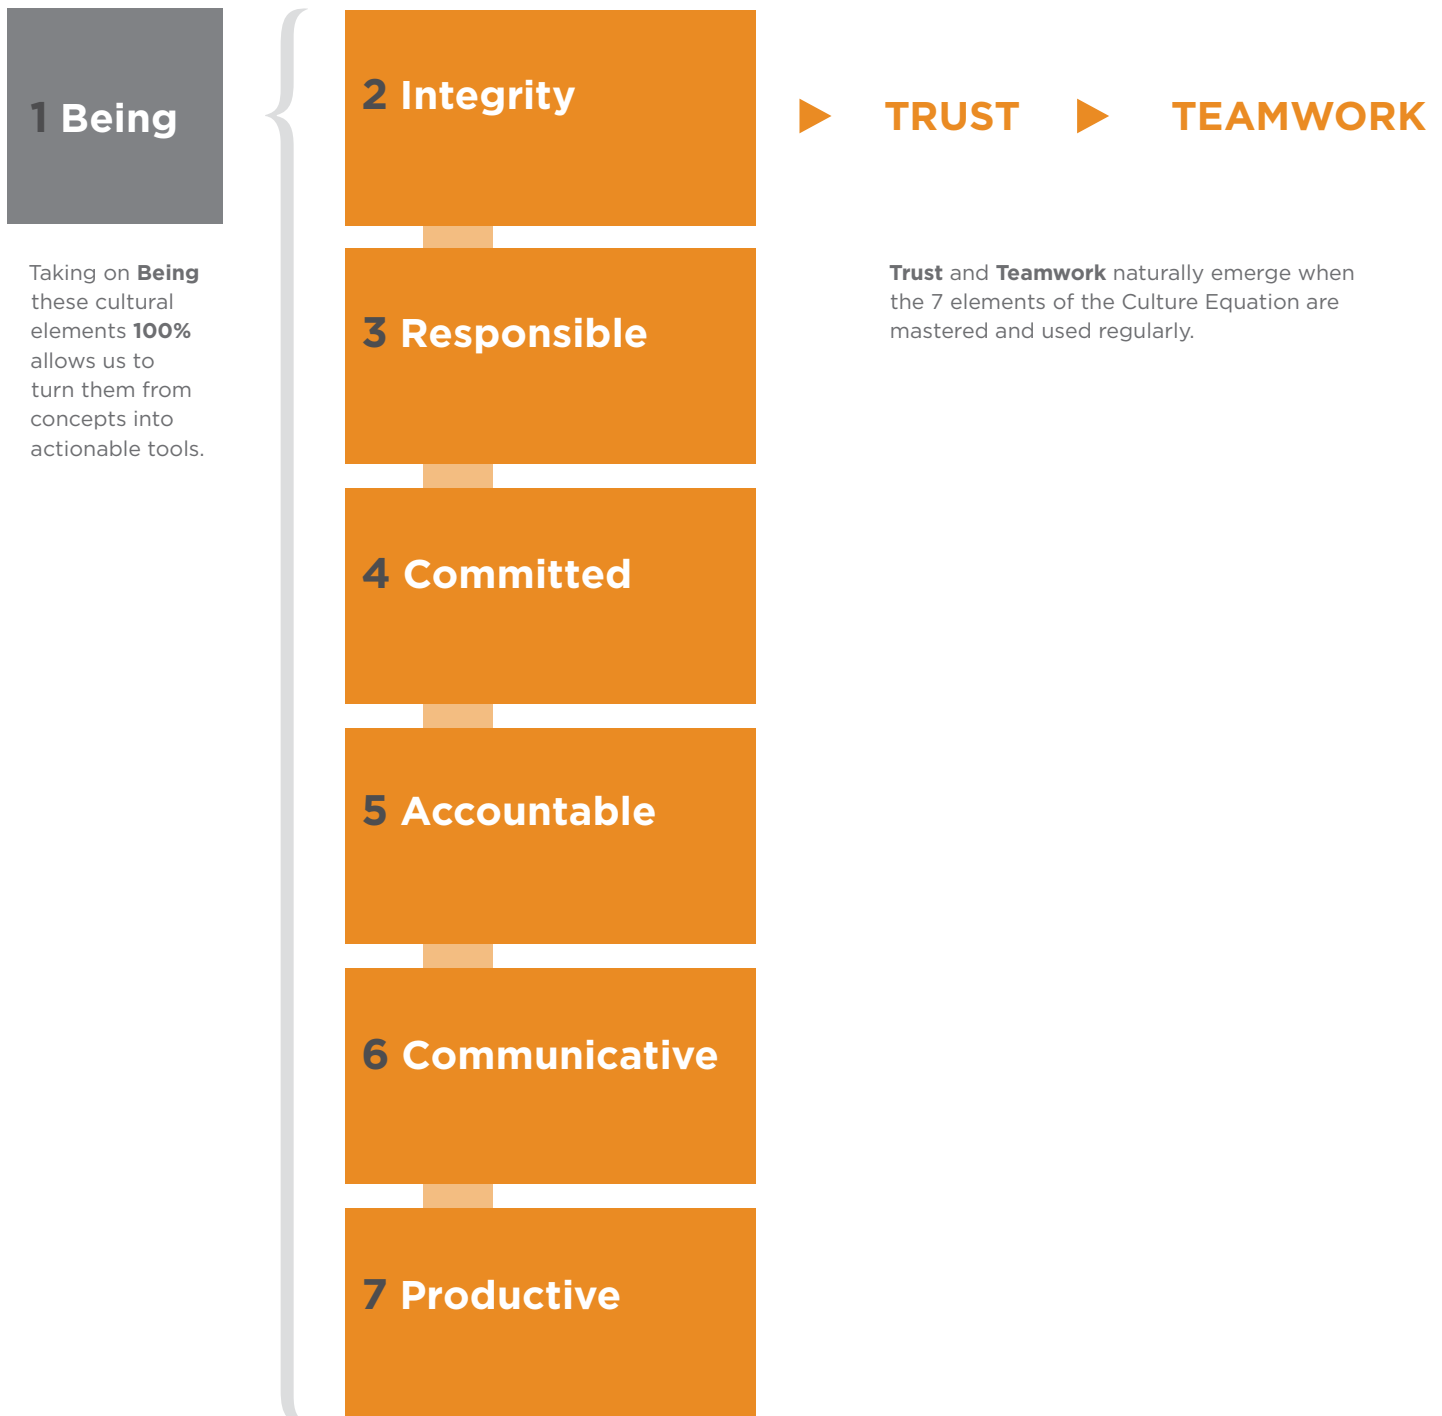 1 Being
Taking on Being
these cultural
elements 100%
allows us to
turn them from
concepts into
actionable tools.
2 Integrity
3 Responsible
4 Committed
5 Accountable
6 Communicative
7 Productive
TRUST
TEAMWORK
Trust and Teamwork naturally emerge when
the 7 elements of the Culture Equation are
mastered and used regularly.